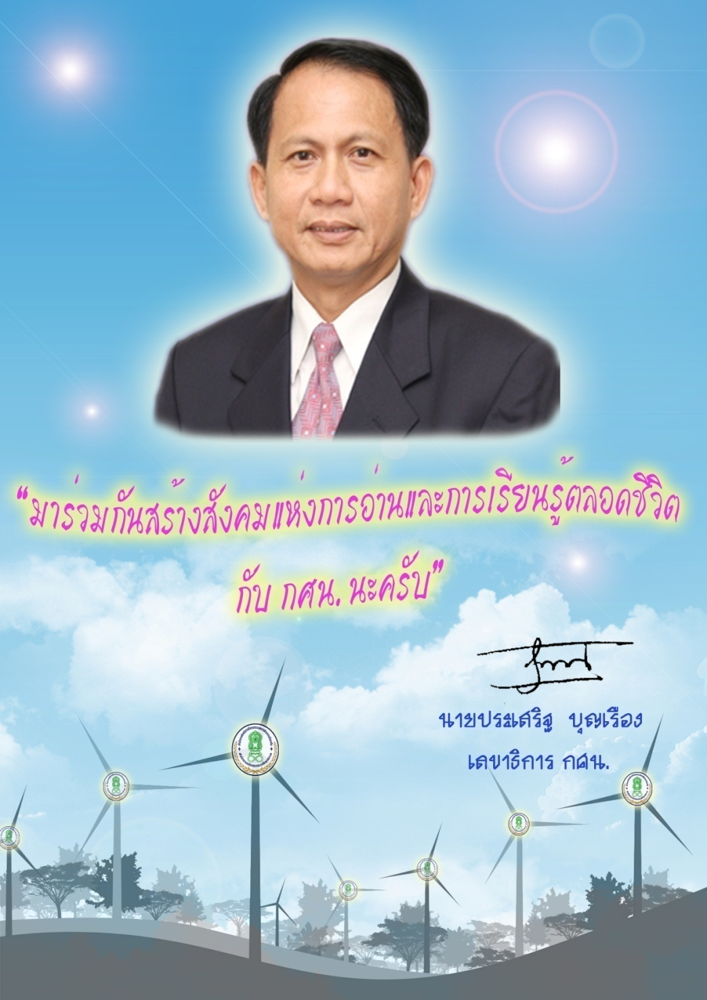 “มาร่วมกันสร้างสังคมแห่งการอ่านและการเรียนรู้ตลอดชีวิต
กับ กศน. นะครับ”
นายประเสริฐ บุญเรือง
เลขาธิการ กศน.